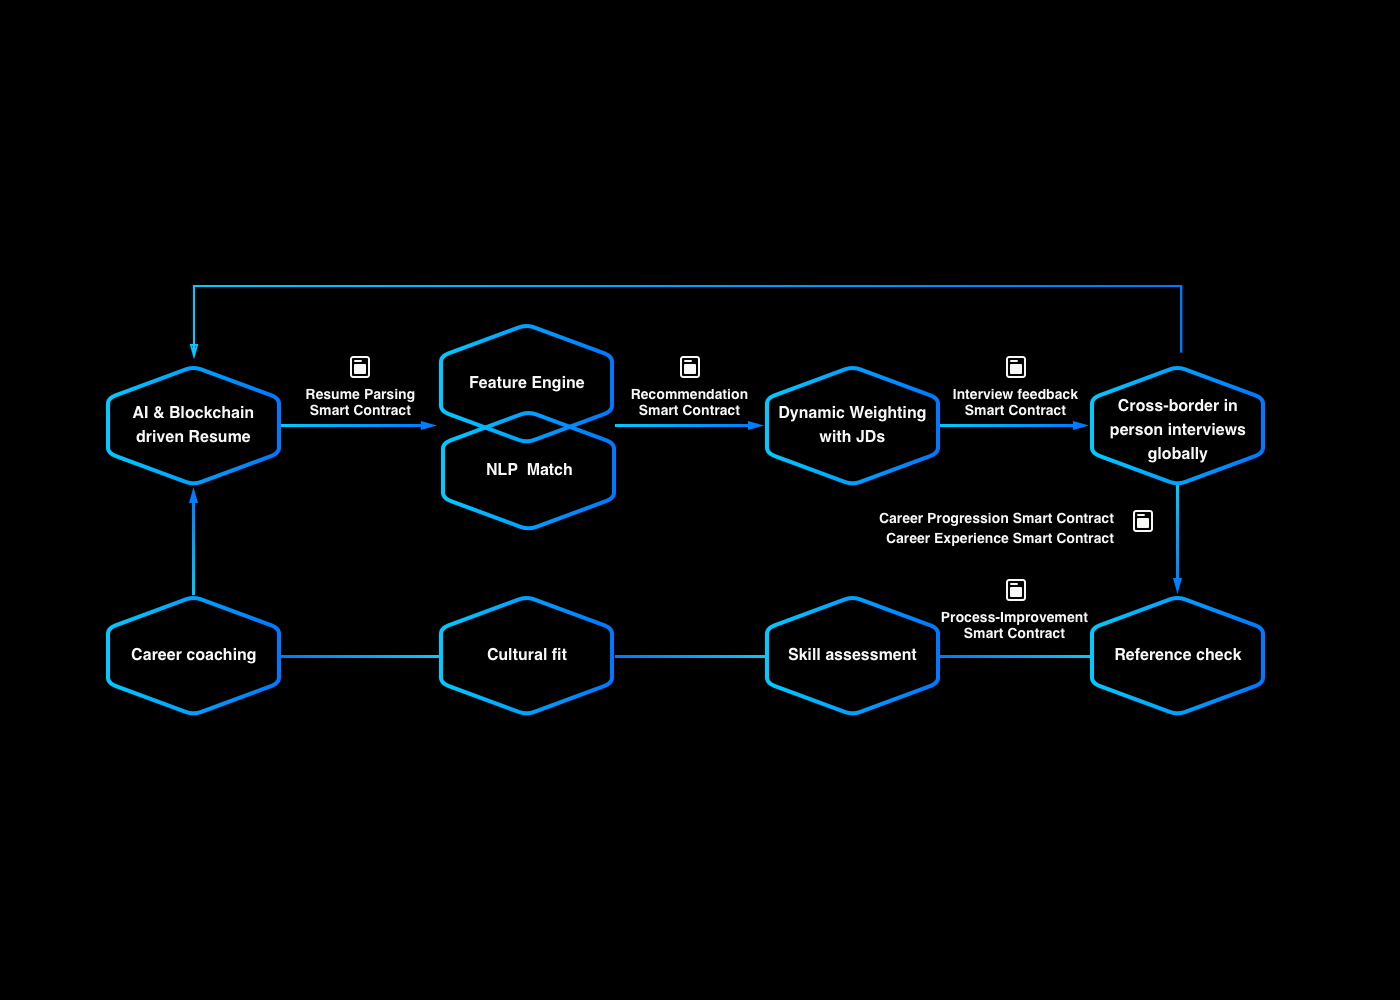 AI & Blockchain
driven Resume
Resume Parsing
Smart Contract
Feature Engine
NLP  Match
Recommendation
Smart Contract
Dynamic Weighting
with JDs
Interview feedback
Smart Contract
Cross-border in
person interviews
globally
Career Progression Smart Contract
Career Experience Smart Contract
Process-Improvement
Smart Contract
Career coaching
Cultural fit
Skill assessment
Reference check